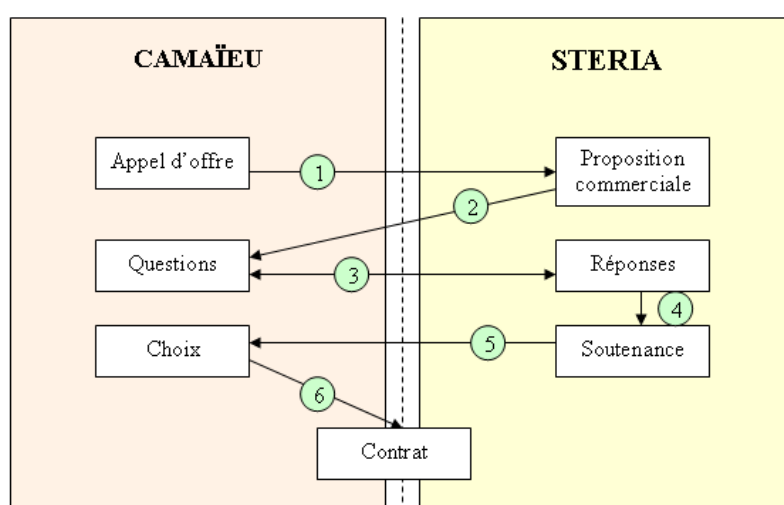 CAMAÏEU
STERIA
Appel d'offre
1
Proposition
commerciale
2
Questions
3
Réponses
4
Choix
5
Soutenance
6
Contrat